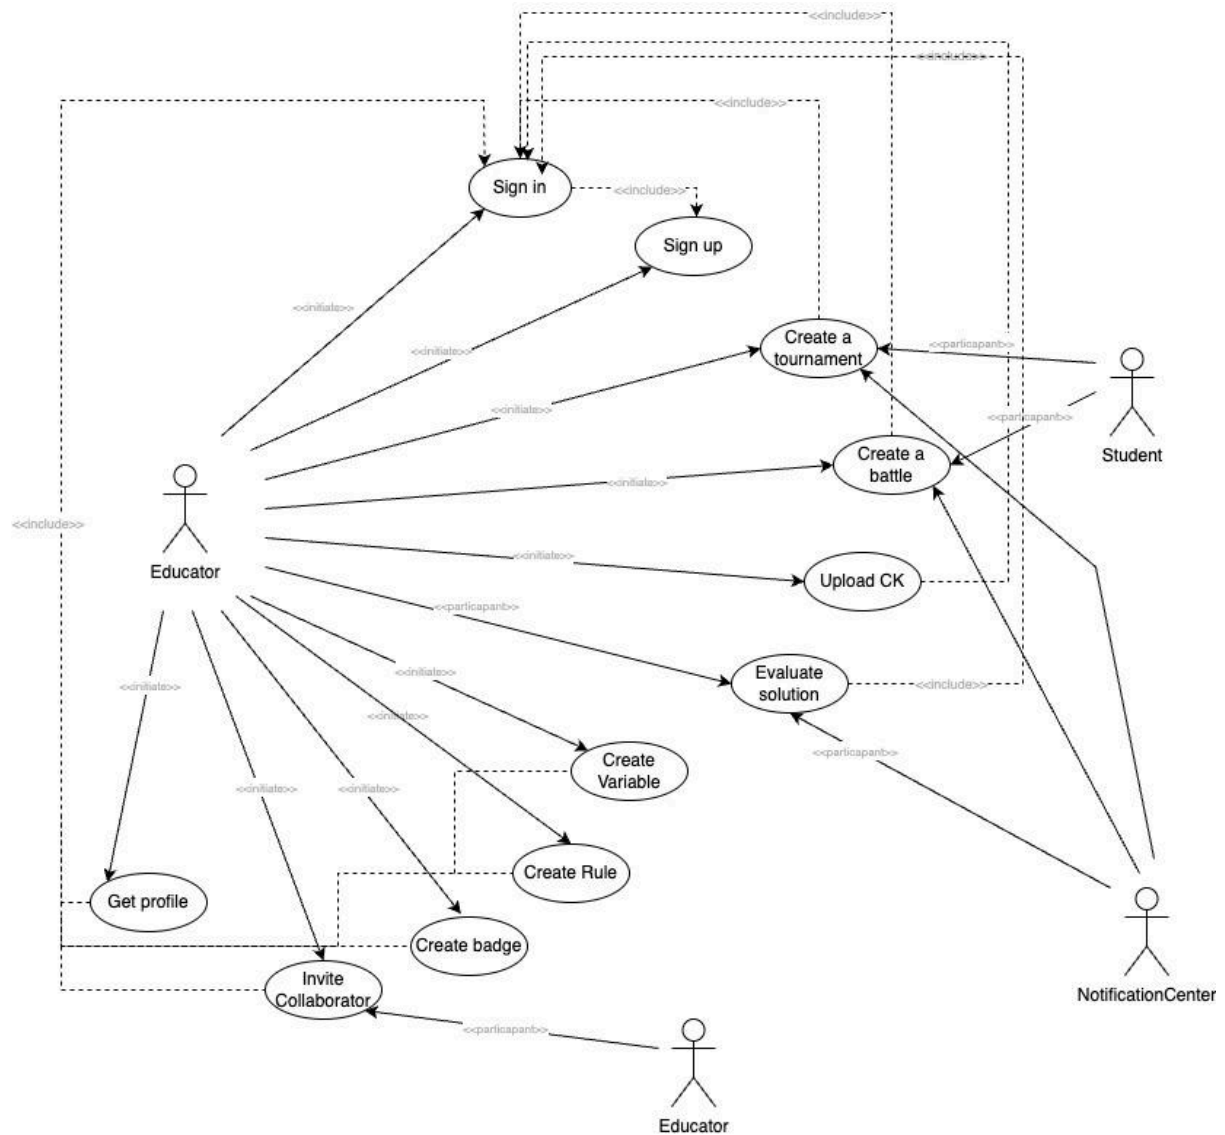 <<include>>
<<include>>
<<include>>
Sign in
<<include>>
Sign up
<<initiate>>
Create a
tournament
<<particapant>>
<<initiate>>
<<initiate>>
<<particapant>>
Student
Create a
battle
<<initiate>>
<<include>>
Educator
<<initiate>>
Upload CK
<<particapant>>
Evaluate
solution
<<include>>
<<initiate>>
<<initiate>>
<<initiate>>
<<particapant>>
Create
Variable
<<initiate>>
<<initiate>>
Create Rule
Get profile
Create badge
Invite
Collaborator
NotificationCenter
<<particapant>>
Educator